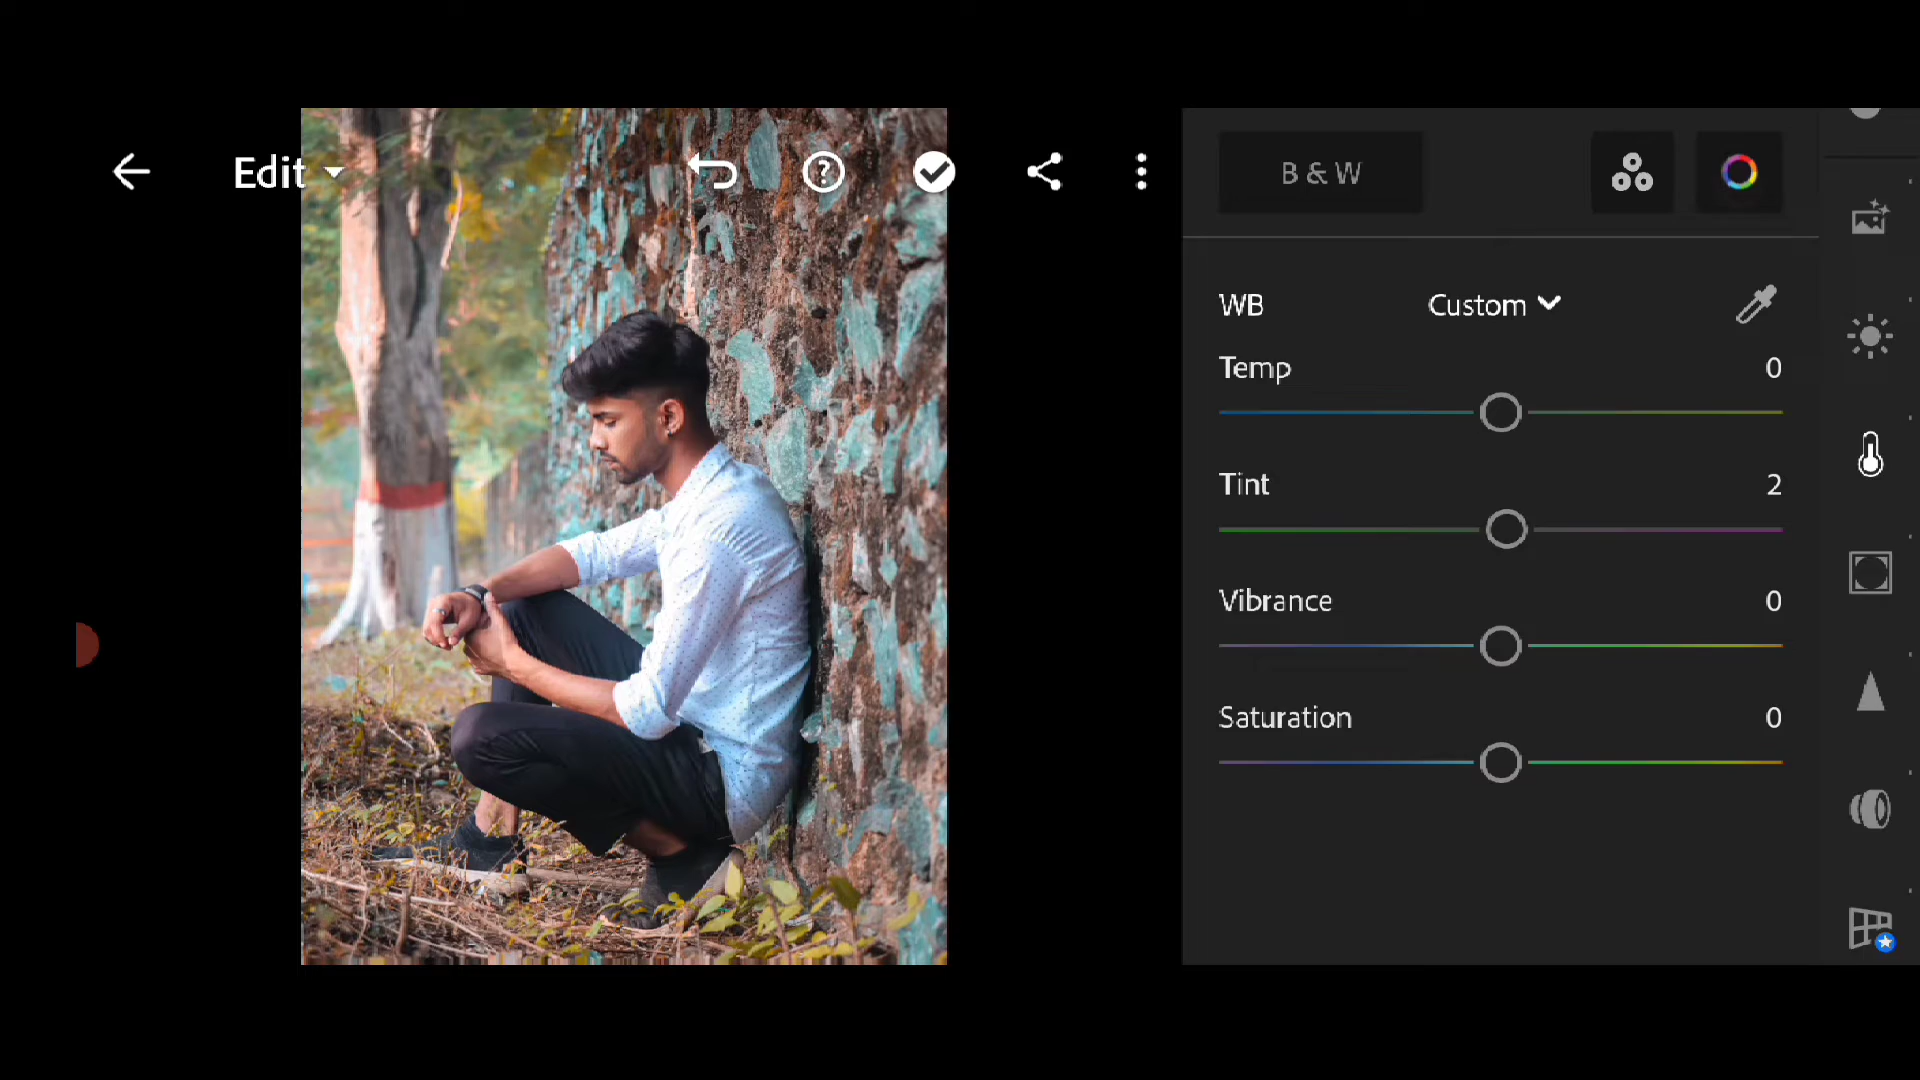 Edit
B & W
WB Custom
Temp 0
Tint 2
Vibrance 0
Saturation 0